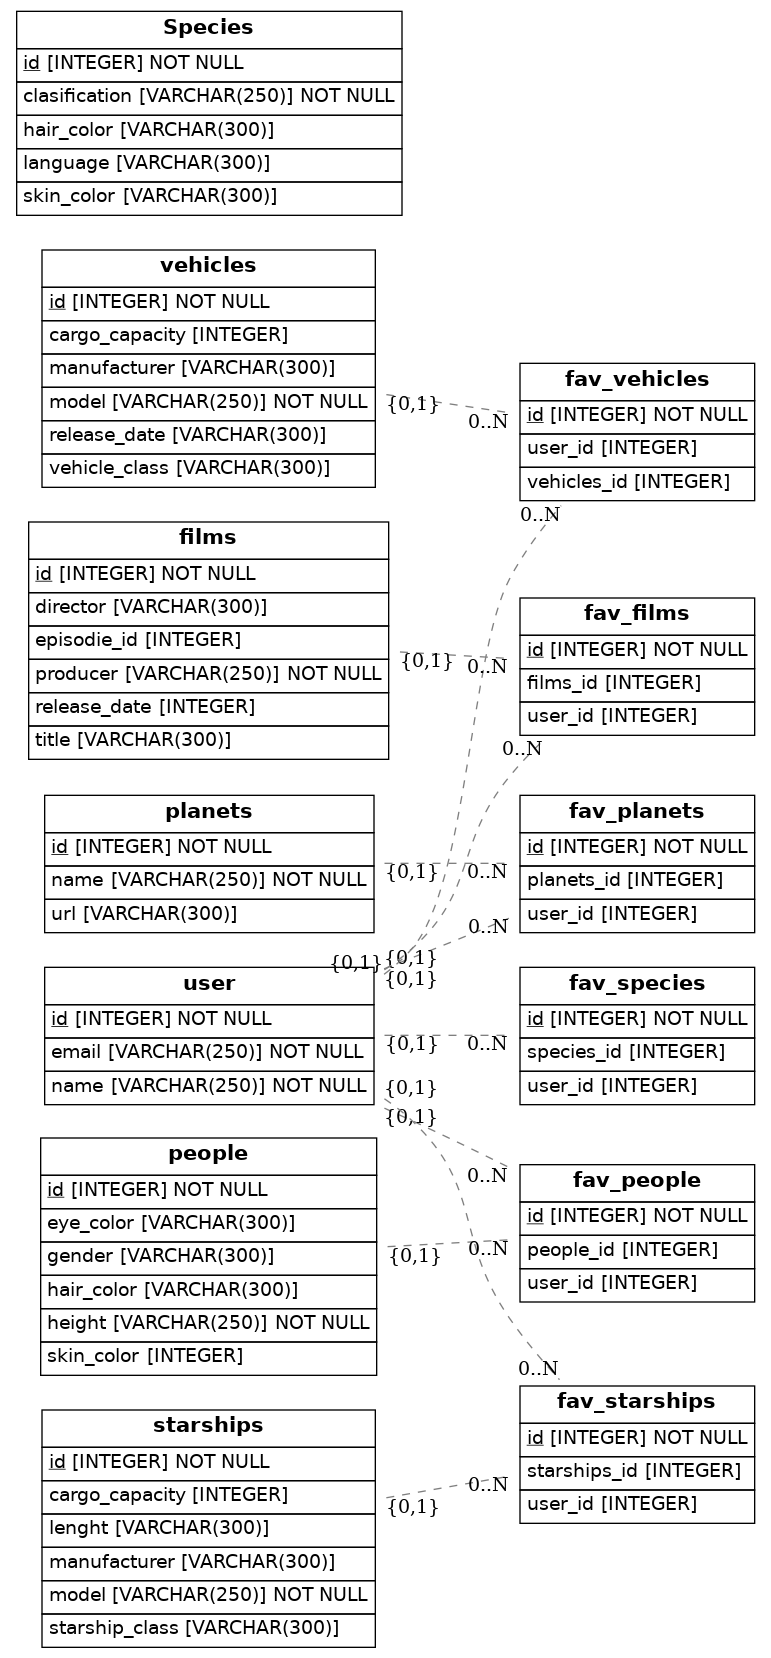 Species
id [INTEGER] NOT NULL
clasification [VARCHAR(250)] NOT NULL
hair_color [VARCHAR(300)]
language [VARCHAR(300)]
skin_color [VARCHAR(300)]
vehicles
id [INTEGER] NOT NULL
cargo_capacity [INTEGER]
manufacturer [VARCHAR(300)]
model [VARCHAR(250)] NOT NULL
release_date [VARCHAR(300)]
vehicle_class [VARCHAR(300)]
{0,1}
0..N
fav_vehicles
id [INTEGER] NOT NULL
user_id [INTEGER]
vehicles_id [INTEGER]
0..N
films
id [INTEGER] NOT NULL
director [VARCHAR(300)]
episodie_id [INTEGER]
producer [VARCHAR(250)] NOT NULL
release_date [INTEGER]
title [VARCHAR(300)]
{0,1}
0..N
fav_films
id [INTEGER] NOT NULL
films_id [INTEGER]
user_id [INTEGER]
0..N
planets
id [INTEGER] NOT NULL
name [VARCHAR(250)] NOT NULL
url [VARCHAR(300)]
{0,1}
0..N
fav_planets
id [INTEGER] NOT NULL
planets_id [INTEGER]
user_id [INTEGER]
0..N
{0,1}
{0,1}
{0,1}
user
id [INTEGER] NOT NULL
email [VARCHAR(250)] NOT NULL
name [VARCHAR(250)] NOT NULL
{0,1}
0..N
fav_species
id [INTEGER] NOT NULL
species_id [INTEGER]
user_id [INTEGER]
{0,1}
{0,1}
people
id [INTEGER] NOT NULL
eye_color [VARCHAR(300)]
gender [VARCHAR(300)]
hair_color [VARCHAR(300)]
height [VARCHAR(250)] NOT NULL
skin_color [INTEGER]
0..N
{0,1}
0..N
fav_people
id [INTEGER] NOT NULL
people_id [INTEGER]
user_id [INTEGER]
0..N
starships
id [INTEGER] NOT NULL
cargo_capacity [INTEGER]
lenght [VARCHAR(300)]
manufacturer [VARCHAR(300)]
model [VARCHAR(250)] NOT NULL
starship_class [VARCHAR(300)]
{0,1}
0..N
fav_starships
id [INTEGER] NOT NULL
starships_id [INTEGER]
user_id [INTEGER]